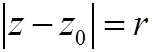 |z − z₀| = r